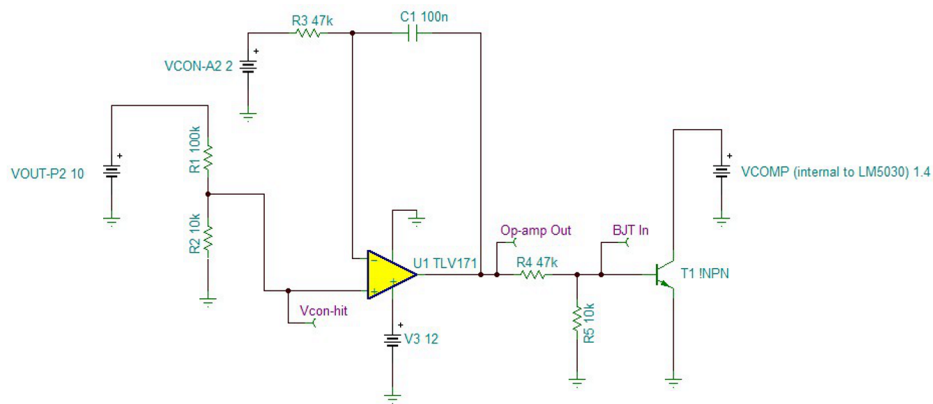 R3 47k
C1 100n
VCON-A2 2
+
VOUT-P2 10
+
R1 100k
R2 10k
VCOMP (internal to LM5030) 1.4
+
Op-amp Out
BJT In
U1 TLV171
R4 47k
T1 !NPN
Vcon-hit
-
+
+
V3 12
+
R5 10k